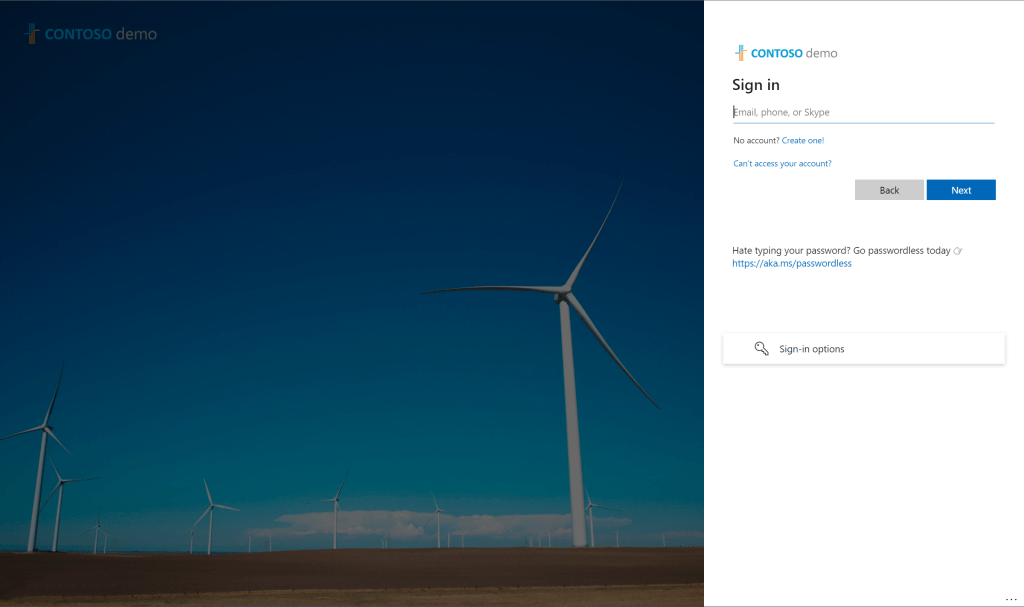 CONTOSO demo
CONTOSO demo
Sign in
Email, phone, or Skype
No account? Create one!
Can't access your account?
Back
Next
Hate typing your password? Go passwordless today 👉
https://aka.ms/passwordless
Sign-in options
...